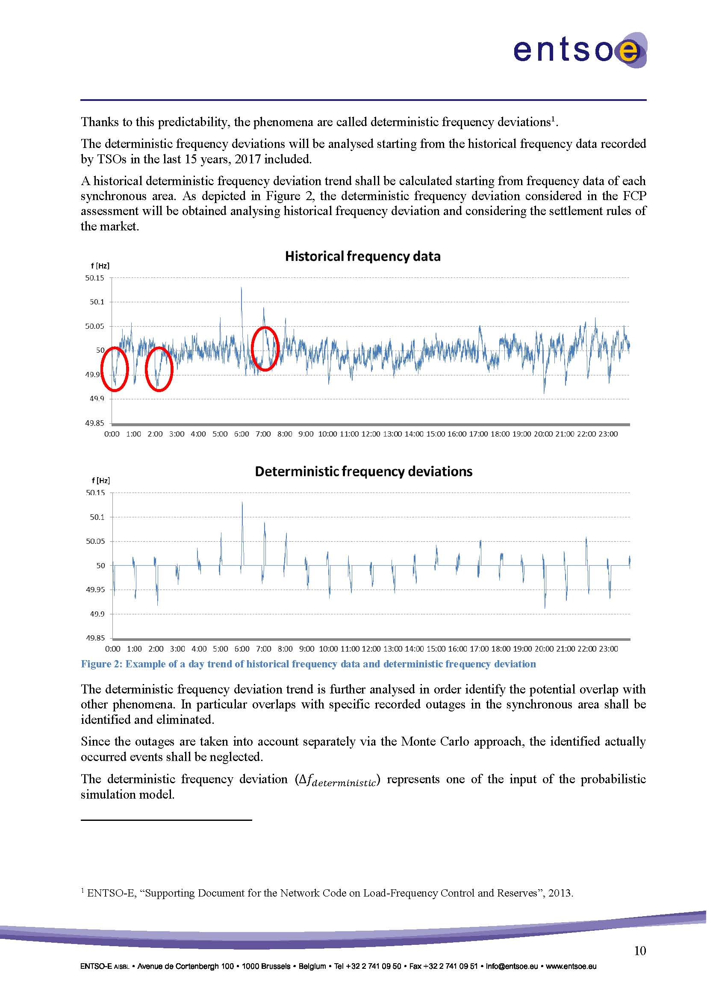 entsoe
Thanks to this predictability, the phenomena are called deterministic frequency deviations¹.
The deterministic frequency deviations will be analysed starting from the historical frequency data recorded
by TSOs in the last 15 years, 2017 included.
A historical deterministic frequency deviation trend shall be calculated starting from frequency data of each
synchronous area. As depicted in Figure 2, the deterministic frequency deviation considered in the FCP
assessment will be obtained analysing historical frequency deviation and considering the settlement rules of
the market.
Historical frequency data
f [Hz]
50.15
50.1
50.05
50
49.9
49.9
49.85
0:00 1:00 2:00 3:00 4:00 5:00 6:00 7:00 8:00 9:00 10:00 11:00 12:00 13:00 14:00 15:00 16:00 17:00 18:00 19:00 20:00 21:00 22:00 23:00
Deterministic frequency deviations
f [Hz]
50.15
50.1
50.05
50
49.95
49.9
49.85
0:00 1:00 2:00 3:00 4:00 5:00 6:00 7:00 8:00 9:00 10:00 11:00 12:00 13:00 14:00 15:00 16:00 17:00 18:00 19:00 20:00 21:00 22:00 23:00
Figure 2: Example of a day trend of historical frequency data and deterministic frequency deviation
The deterministic frequency deviation trend is further analysed in order identify the potential overlap with
other phenomena. In particular overlaps with specific recorded outages in the synchronous area shall be
identified and eliminated.
Since the outages are taken into account separately via the Monte Carlo approach, the identified actually
occurred events shall be neglected.
The deterministic frequency deviation (Δf_deterministic) represents one of the input of the probabilistic
simulation model.
¹ ENTSO-E, “Supporting Document for the Network Code on Load-Frequency Control and Reserves”, 2013.
10
ENTSO-E AISBL • Avenue de Cortenbergh 100 • 1000 Brussels • Belgium • Tel +32 2 741 09 50 • Fax +32 2 741 09 51 • info@entsoe.eu • www.entsoe.eu